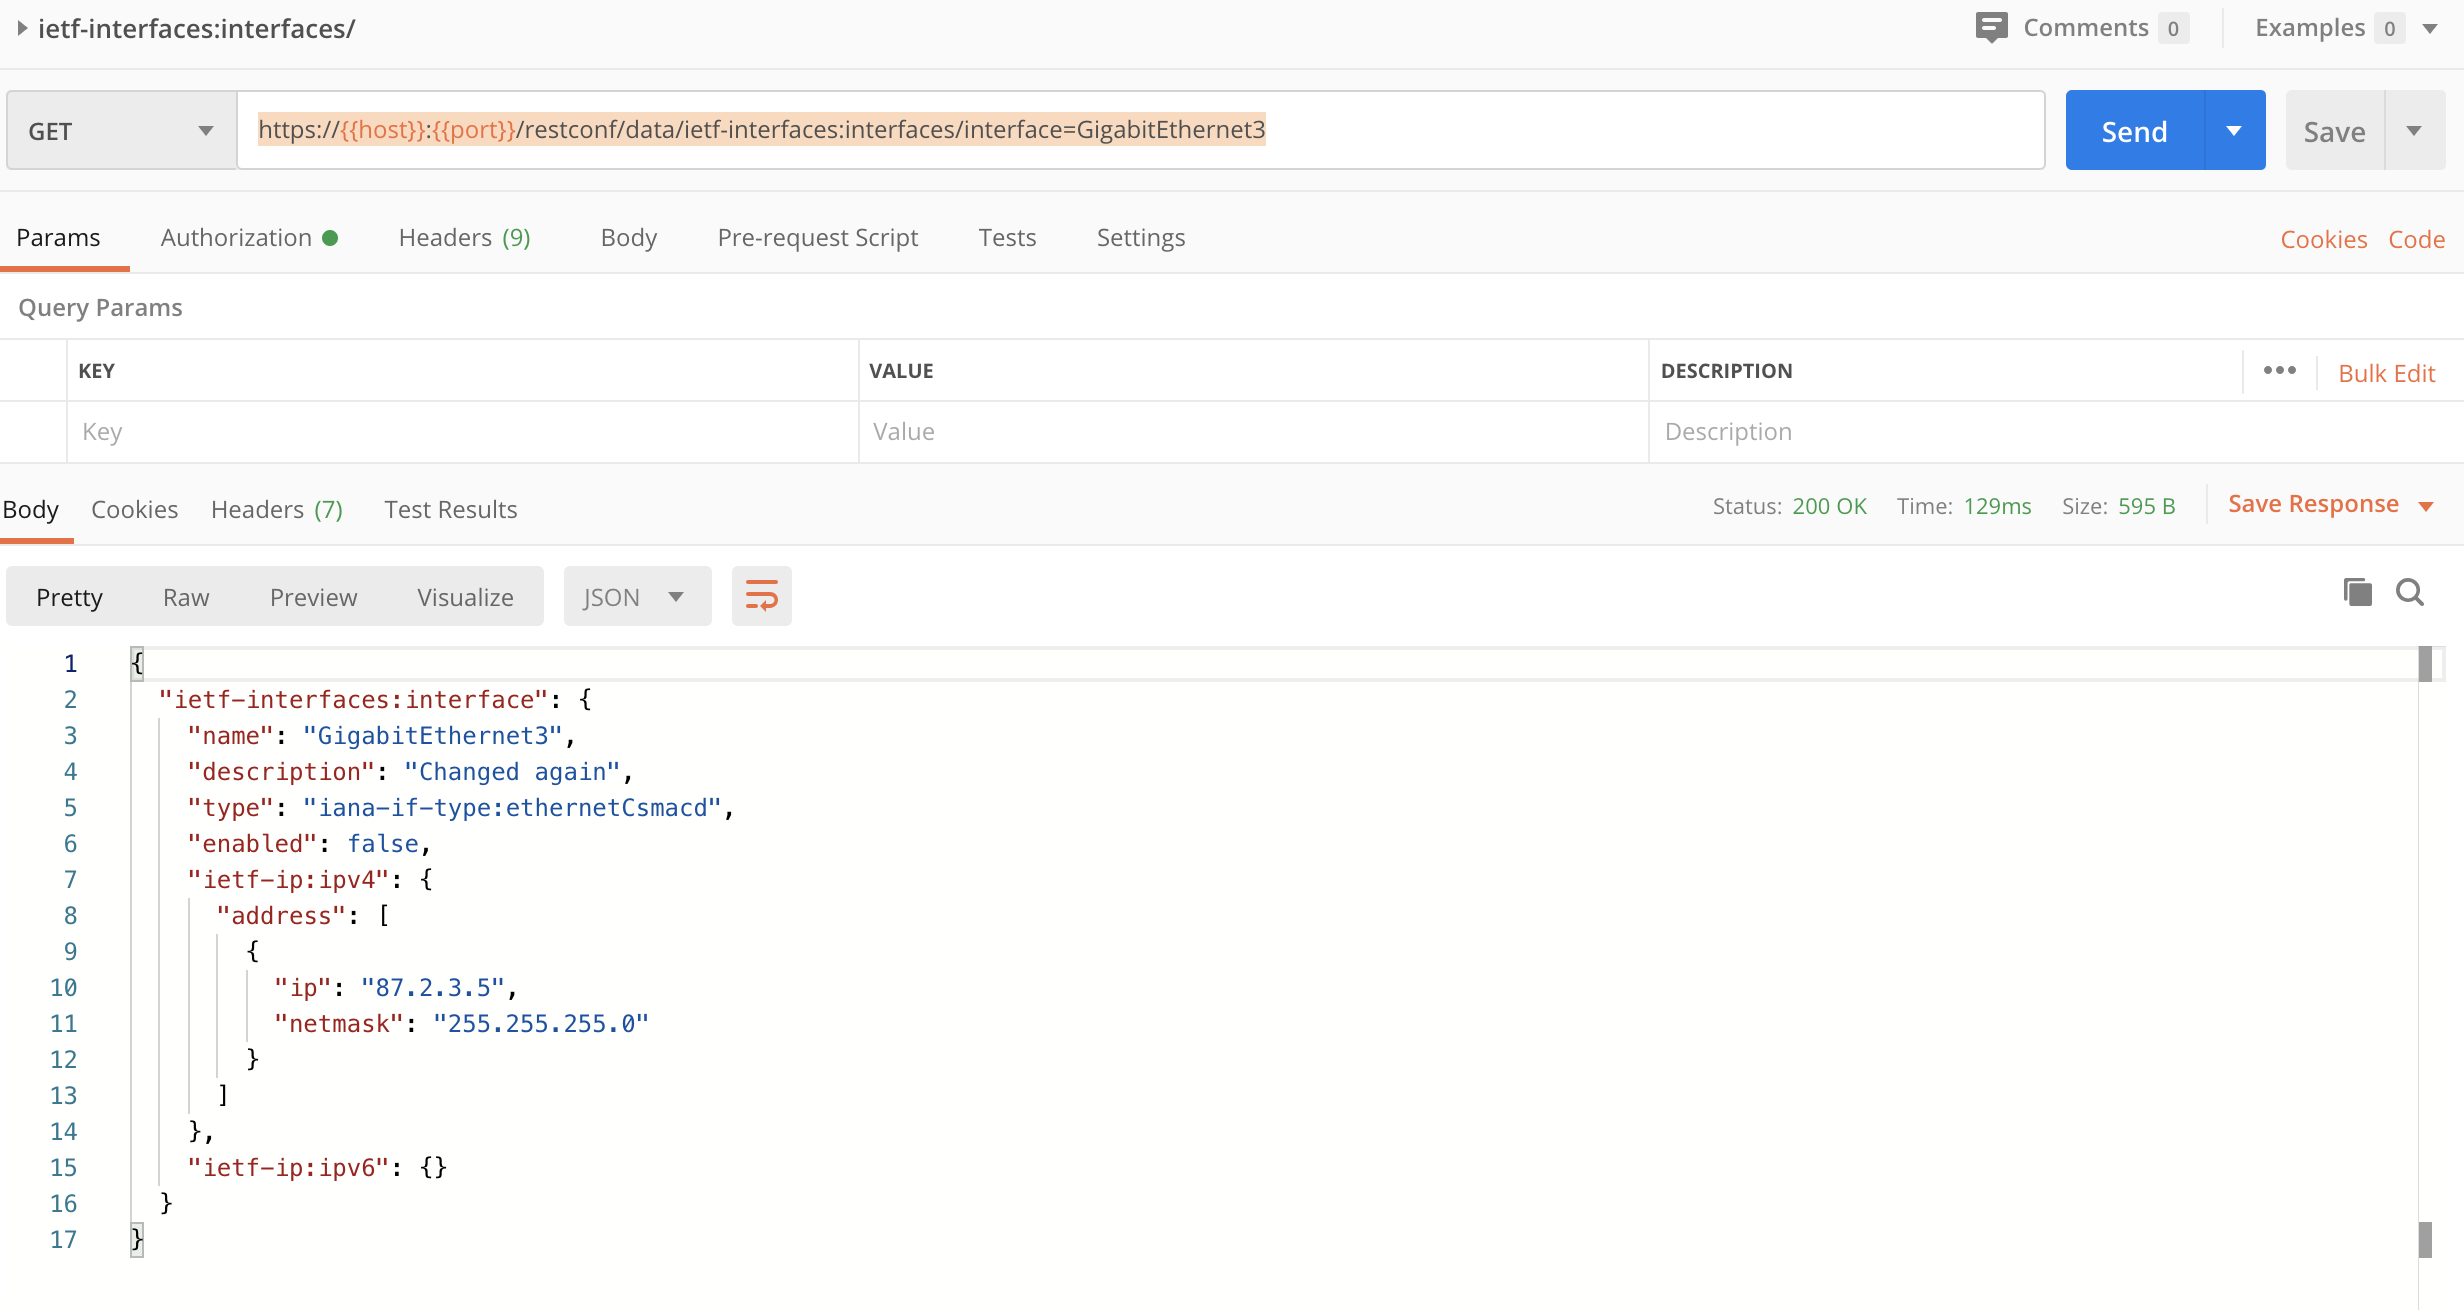 ietf-interfaces:interfaces/ Comments 0 Examples 0
GET https://{{host}}:{{port}}/restconf/data/ietf-interfaces:interfaces/interface=GigabitEthernet3 Send Save
Params Authorization Headers (9) Body Pre-request Script Tests Settings Cookies Code
Query Params
KEY VALUE DESCRIPTION Bulk Edit
Key Value Description
Body Cookies Headers (7) Test Results Status: 200 OK Time: 129ms Size: 595 B Save Response
Pretty Raw Preview Visualize JSON
1 {
2 "ietf-interfaces:interface": {
3 "name": "GigabitEthernet3",
4 "description": "Changed again",
5 "type": "iana-if-type:ethernetCsmacd",
6 "enabled": false,
7 "ietf-ip:ipv4": {
8 "address": [
9 {
10 "ip": "87.2.3.5",
11 "netmask": "255.255.255.0"
12 }
13 ]
14 },
15 "ietf-ip:ipv6": {}
16 }
17 }